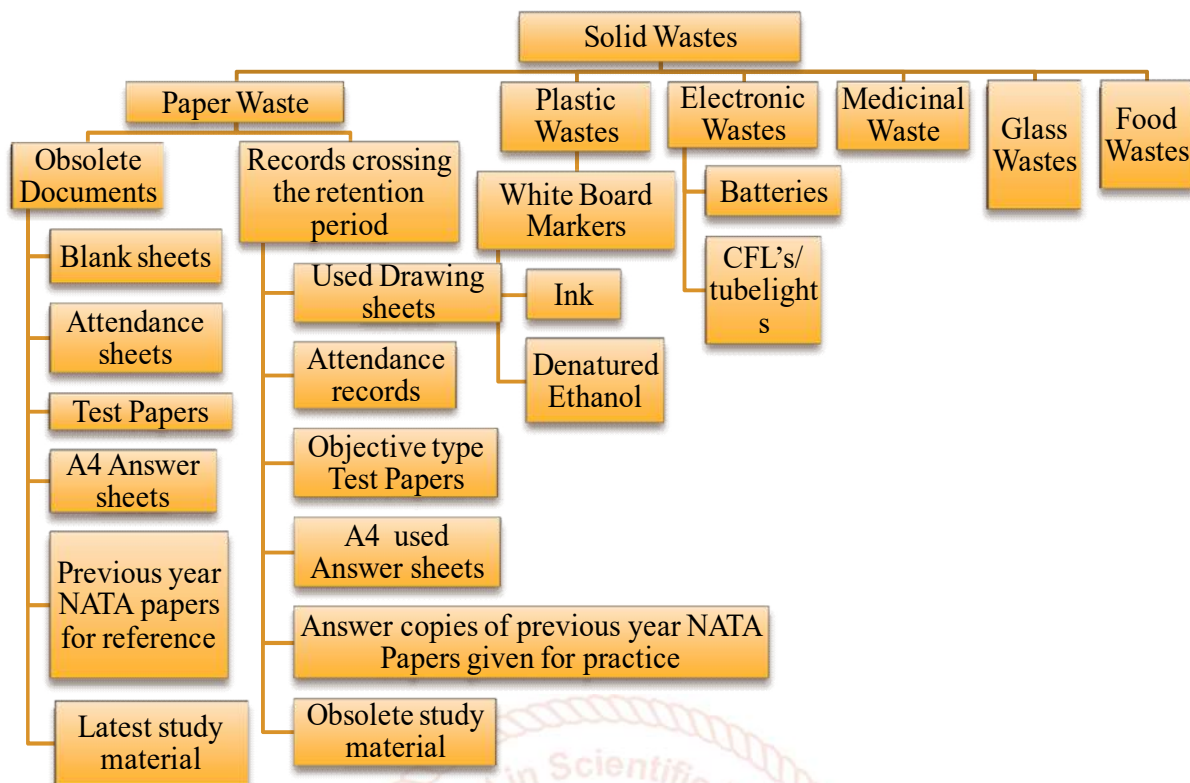 Solid Wastes
Paper Waste
Plastic
Wastes
Electronic
Wastes
Medicinal
Waste
Glass
Wastes
Food
Wastes
Obsolete
Documents
Blank sheets
Attendance
sheets
Test Papers
A4 Answer
sheets
Previous year
NATA papers
for reference
Latest study
material
Records crossing
the retention
period
Used Drawing
sheets
Attendance
records
Objective type
Test Papers
A4 used
Answer sheets
Answer copies of previous year NATA
Papers given for practice
Obsolete study
material
White Board
Markers
Ink
Denatured
Ethanol
Batteries
CFL's/
tubelight
s
in Scientific